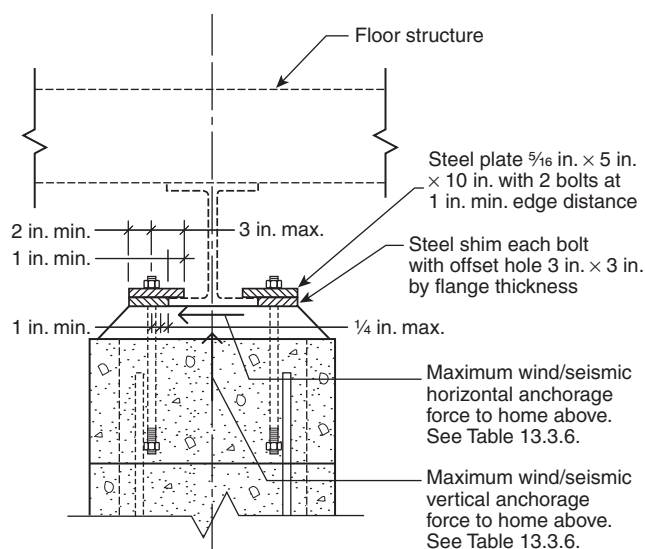 Floor structure
Steel plate 5⁄16 in. × 5 in.
× 10 in. with 2 bolts at
1 in. min. edge distance
2 in. min.
3 in. max.
1 in. min.
Steel shim each bolt
with offset hole 3 in. × 3 in.
by flange thickness
1 in. min.
1⁄4 in. max.
Maximum wind/seismic
horizontal anchorage
force to home above.
See Table 13.3.6.
Maximum wind/seismic
vertical anchorage
force to home above.
See Table 13.3.6.